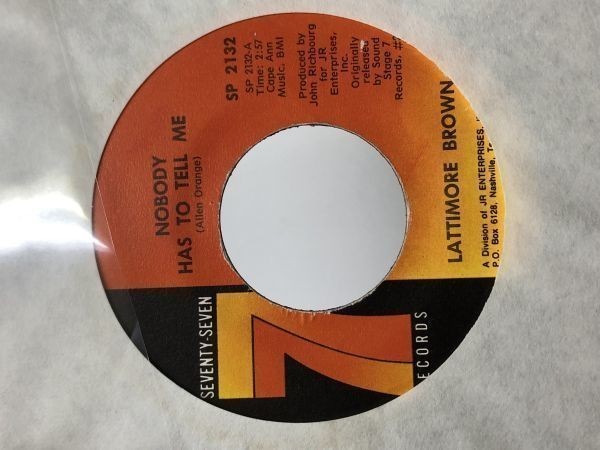 SEVENTY-SEVEN
7
ECORDS
NOBODY
HAS TO TELL ME
(Allen Orange)
SP 2132
SP 2132-A
Time: 2:57
Cape Ann
Music, BMI
Produced by
John Richbourg
for JR
Enterprises,
Inc.
Originally
released
by Sound
Stage 7
Records.
LATTIMORE BROWN
A Division of JR ENTERPRISES,
P.O. Box 6128, Nashville,